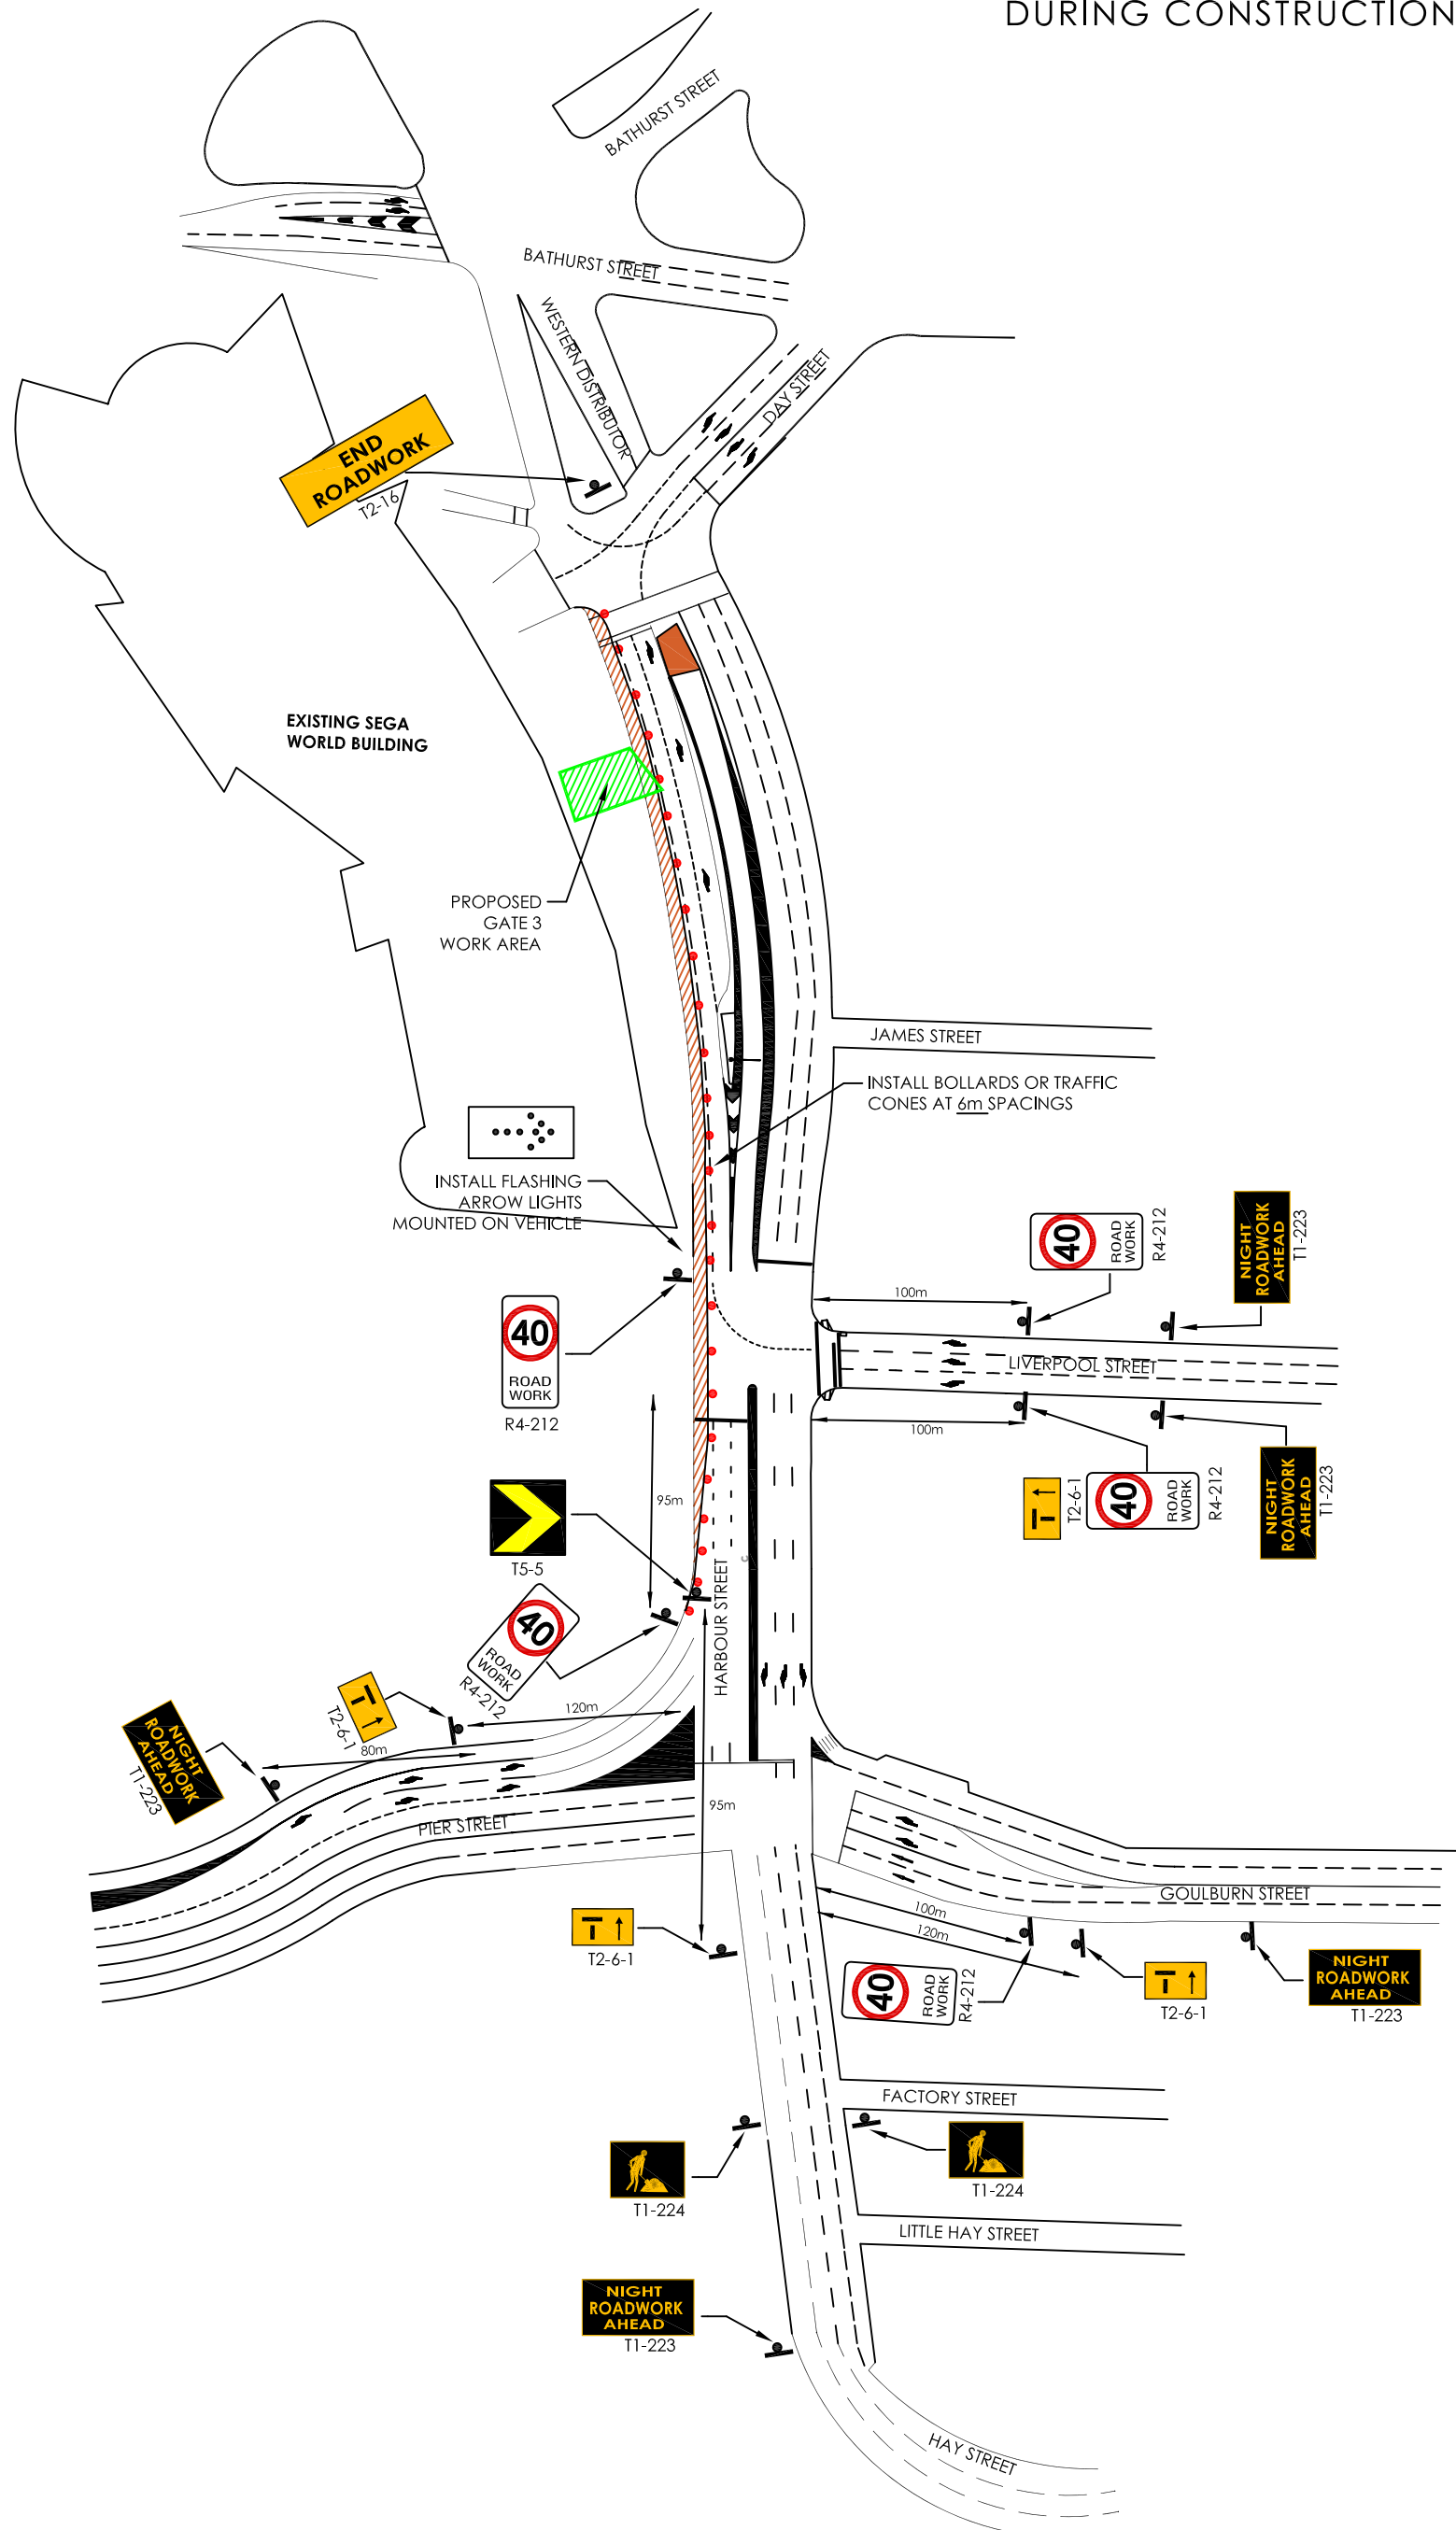 DURING CONSTRUCTION
BATHURST STREET
BATHURST STREET
WESTERN DISTRIBUTOR
DAY STREET
END
ROADWORK
T2-16
EXISTING SEGA
WORLD BUILDING
PROPOSED
GATE 3
WORK AREA
JAMES STREET
INSTALL BOLLARDS OR TRAFFIC
CONES AT 6m SPACINGS
INSTALL FLASHING
ARROW LIGHTS
MOUNTED ON VEHICLE
40
ROAD
WORK
R4-212
NIGHT
ROADWORK
AHEAD
T1-223
100m
40
ROAD
WORK
R4-212
LIVERPOOL STREET
100m
T2-6-1
40
ROAD
WORK
R4-212
NIGHT
ROADWORK
AHEAD
T1-223
95m
T5-5
HARBOUR STREET
40
ROAD
WORK
R4-212
T2-6-1
120m
80m
NIGHT
ROADWORK
AHEAD
T1-223
PIER STREET
95m
GOULBURN STREET
100m
120m
T2-6-1
40
ROAD
WORK
R4-212
T2-6-1
NIGHT
ROADWORK
AHEAD
T1-223
FACTORY STREET
T1-224
T1-224
LITTLE HAY STREET
NIGHT
ROADWORK
AHEAD
T1-223
HAY STREET